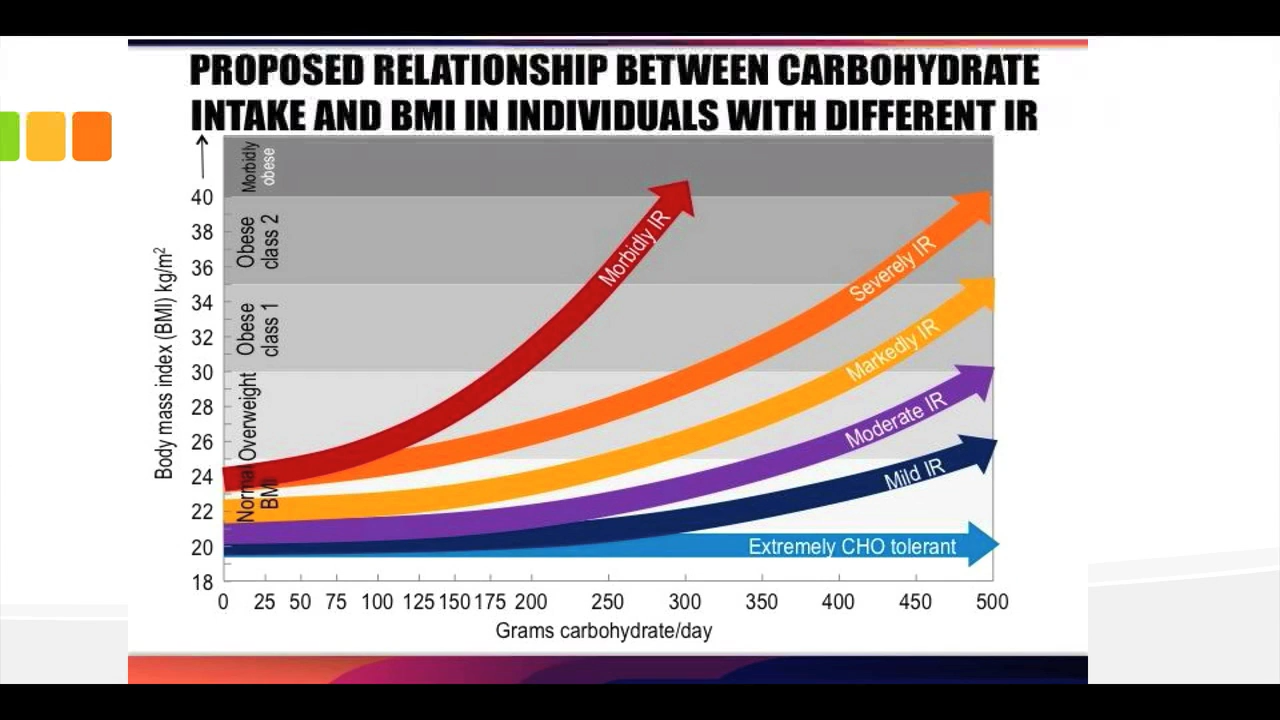 PROPOSED RELATIONSHIP BETWEEN CARBOHYDRATE
INTAKE AND BMI IN INDIVIDUALS WITH DIFFERENT IR
Body mass index (BMI) kg/m²
40
38
36
34
32
30
28
26
24
22
20
18
Morbidly
obese
Obese
class 2
Obese
class 1
Overweight
Normal
BMI
Morbidly IR
Severely IR
Markedly IR
Moderate IR
Mild IR
Extremely CHO tolerant
0 25 50 75 100 125 150 175 200 250 300 350 400 450 500
Grams carbohydrate/day